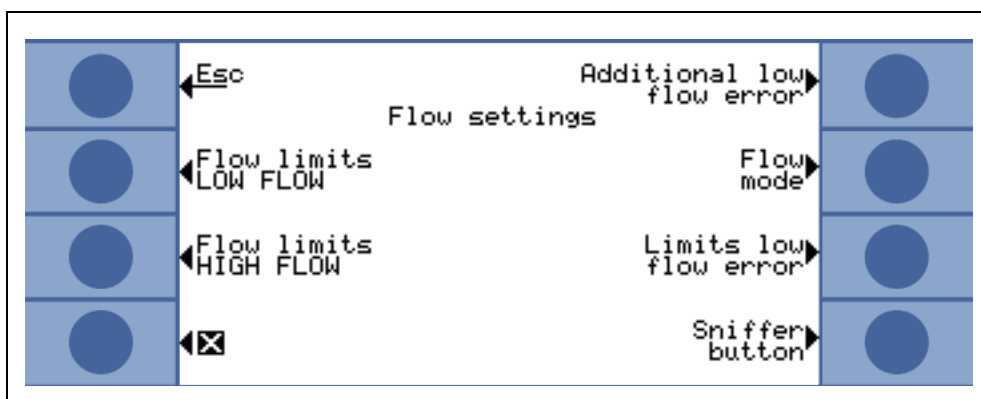 Esc
Additional low
flow error
Flow settings
Flow limits
LOW FLOW
Flow
mode
Flow limits
HIGH FLOW
Limits low
flow error
Sniffer
button